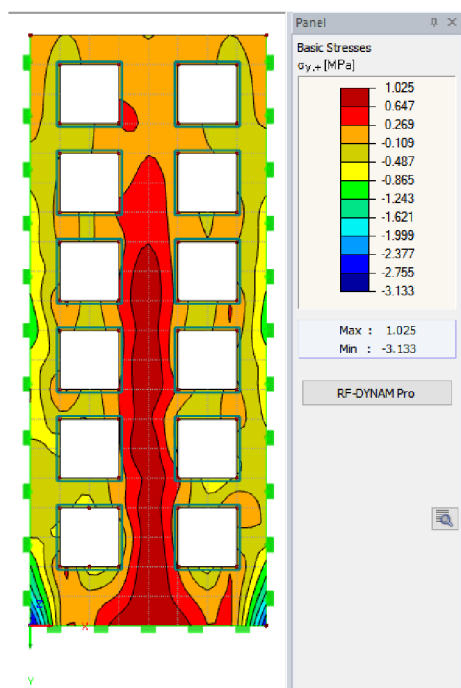 Panel
Basic Stresses
σy,+ [MPa]
1.025
0.647
0.269
-0.109
-0.487
-0.865
-1.243
-1.621
-1.999
-2.377
-2.755
-3.133
Max : 1.025
Min : -3.133
RF-DYNAM Pro
Z
X
Y